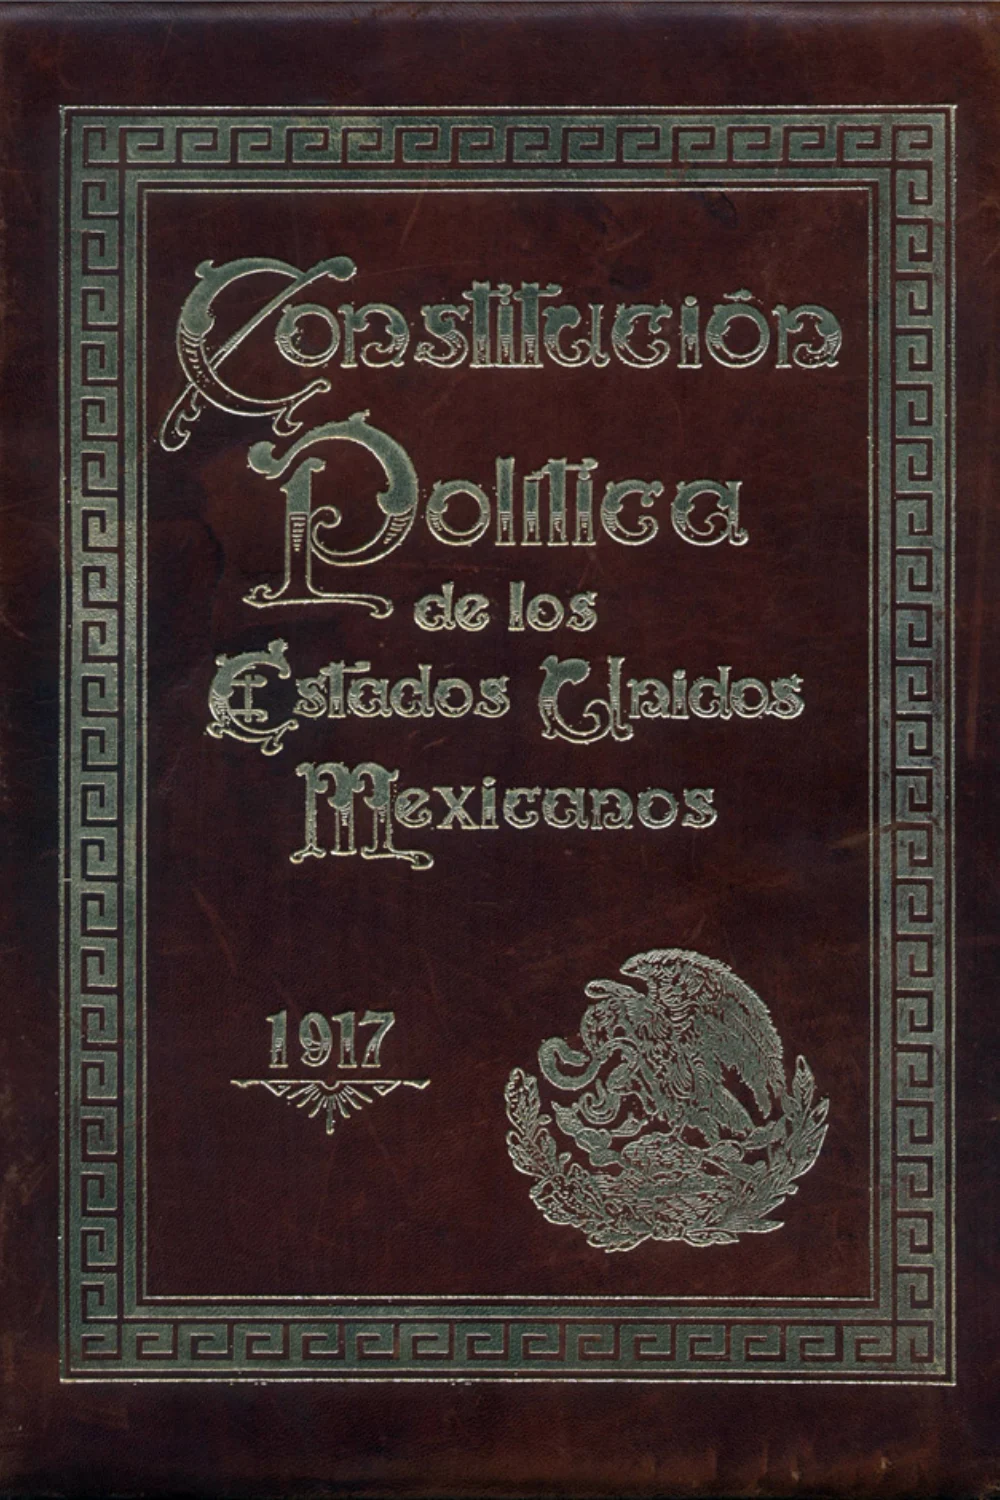 Constitución
Política
de los
Estados Unidos
Mexicanos
1917